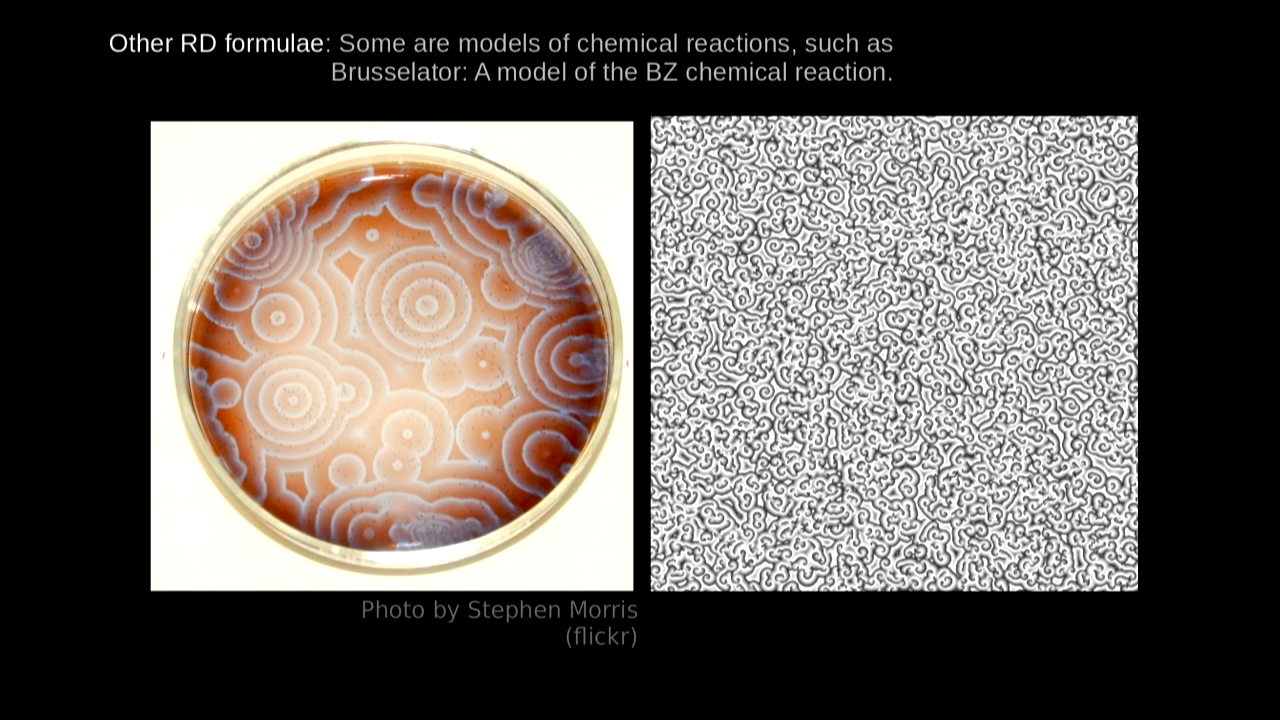 Other RD formulae: Some are models of chemical reactions, such as
Brusselator: A model of the BZ chemical reaction.
Photo by Stephen Morris
(flickr)